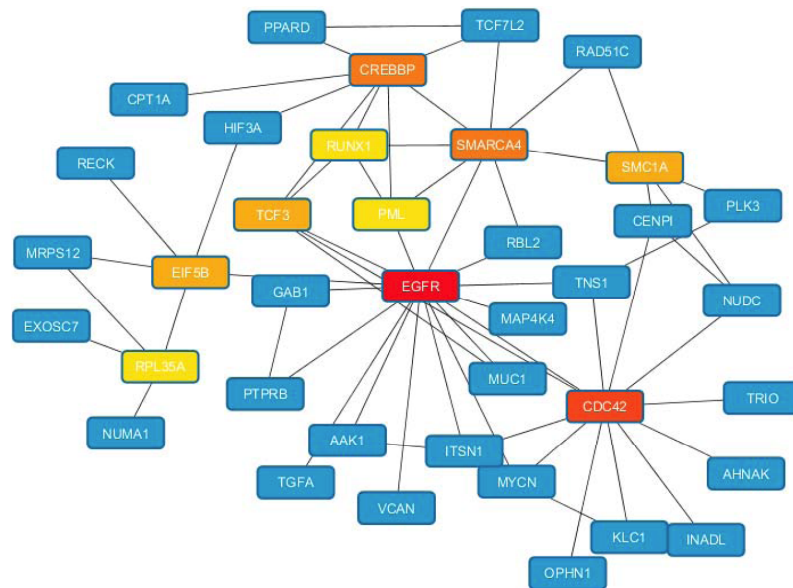 PPARD
TCF7L2
RAD51C
CREBBP
CPT1A
HIF3A
RUNX1
SMARCA4
SMC1A
RECK
TCF3
PML
CENPI
PLK3
MRPS12
EIF5B
RBL2
GAB1
EGFR
TNS1
NUDC
EXOSC7
MAP4K4
RPL35A
PTPRB
MUC1
CDC42
TRIO
NUMA1
AAK1
ITSN1
AHNAK
TGFA
MYCN
VCAN
KLC1
INADL
OPHN1